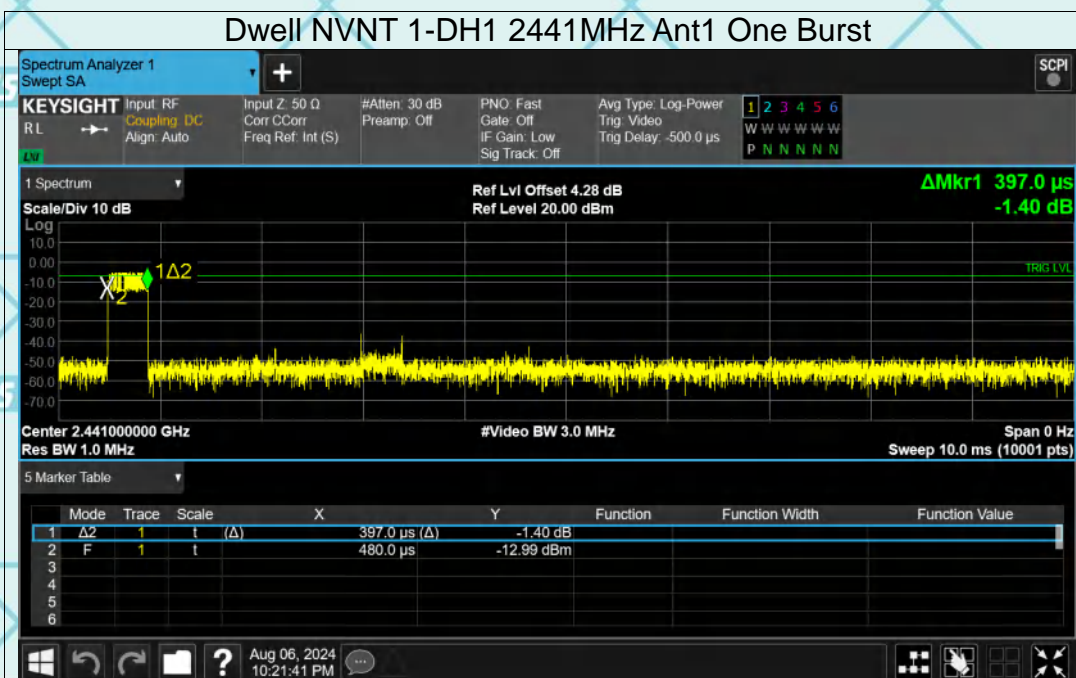 Dwell NVNT 1-DH1 2441MHz Ant1 One Burst
Spectrum Analyzer 1
Swept SA
+
SCPI
KEYSIGHT Input: RF Input Z: 50 Ω #Atten: 30 dB PNO: Fast Avg Type: Log-Power 1 2 3 4 5 6
RL Coupling: DC Corr CCorr Preamp: Off Gate: Off Trig: Video W W W W W W
Align: Auto Freq Ref: Int (S) IF Gain: Low Trig Delay: -500.0 µs P N N N N N
LXI Sig Track: Off
1 Spectrum Ref Lvl Offset 4.28 dB ΔMkr1 397.0 µs
Scale/Div 10 dB Ref Level 20.00 dBm -1.40 dB
Log
10.0
0.00
1Δ2
TRIG LVL
-10.0
2
-20.0
-30.0
-40.0
-50.0
-60.0
-70.0
Center 2.441000000 GHz #Video BW 3.0 MHz Span 0 Hz
Res BW 1.0 MHz Sweep 10.0 ms (10001 pts)
5 Marker Table
Mode Trace Scale X Y Function Function Width Function Value
1 Δ2 1 t (Δ) 397.0 µs (Δ) -1.40 dB
2 F 1 t 480.0 µs -12.99 dBm
3
4
5
6
? Aug 06, 2024
10:21:41 PM